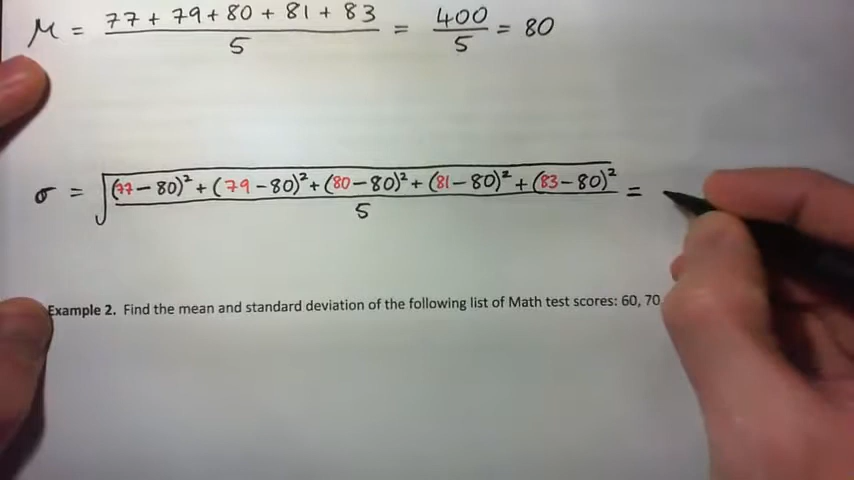 μ = (77 + 79 + 80 + 81 + 83) / 5 = 400 / 5 = 80
σ = √(((77 – 80)² + (79 – 80)² + (80 – 80)² + (81 – 80)² + (83 – 80)²) / 5) =
Example 2. Find the mean and standard deviation of the following list of Math test scores: 60, 70